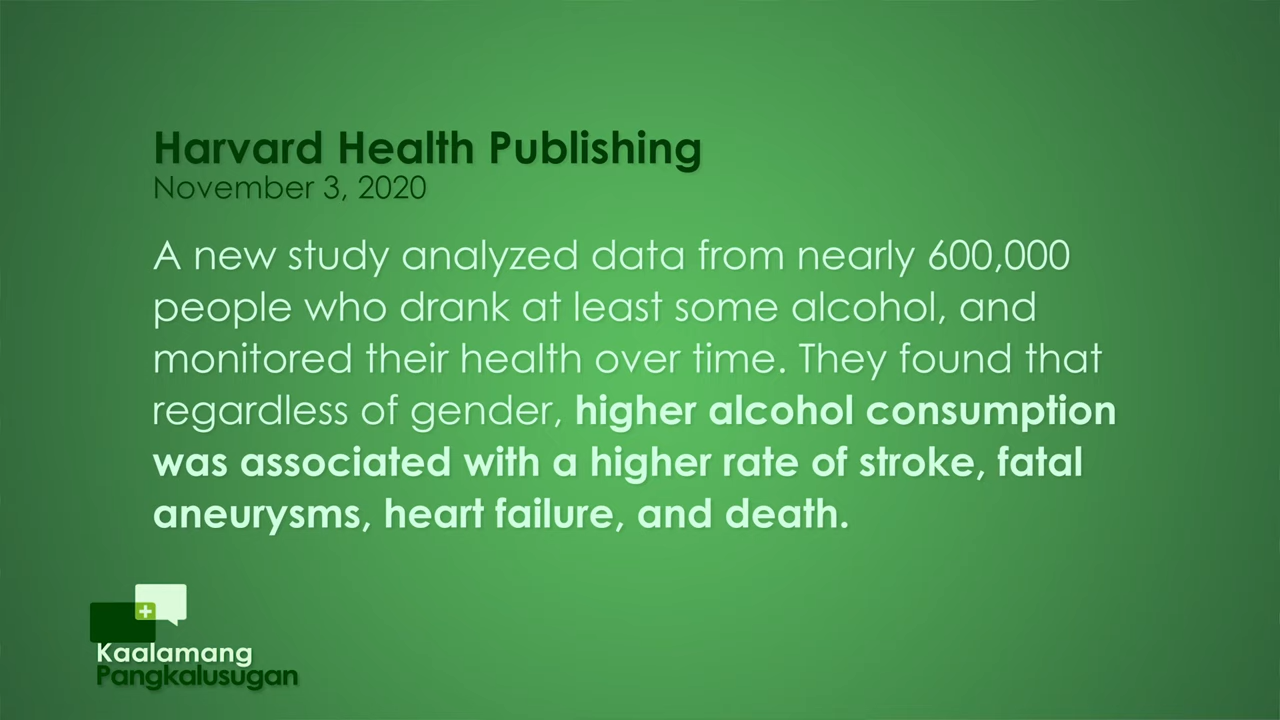 Harvard Health Publishing
November 3, 2020
A new study analyzed data from nearly 600,000
people who drank at least some alcohol, and
monitored their health over time. They found that
regardless of gender, higher alcohol consumption
was associated with a higher rate of stroke, fatal
aneurysms, heart failure, and death.
Kaalamang
Pangkalusugan